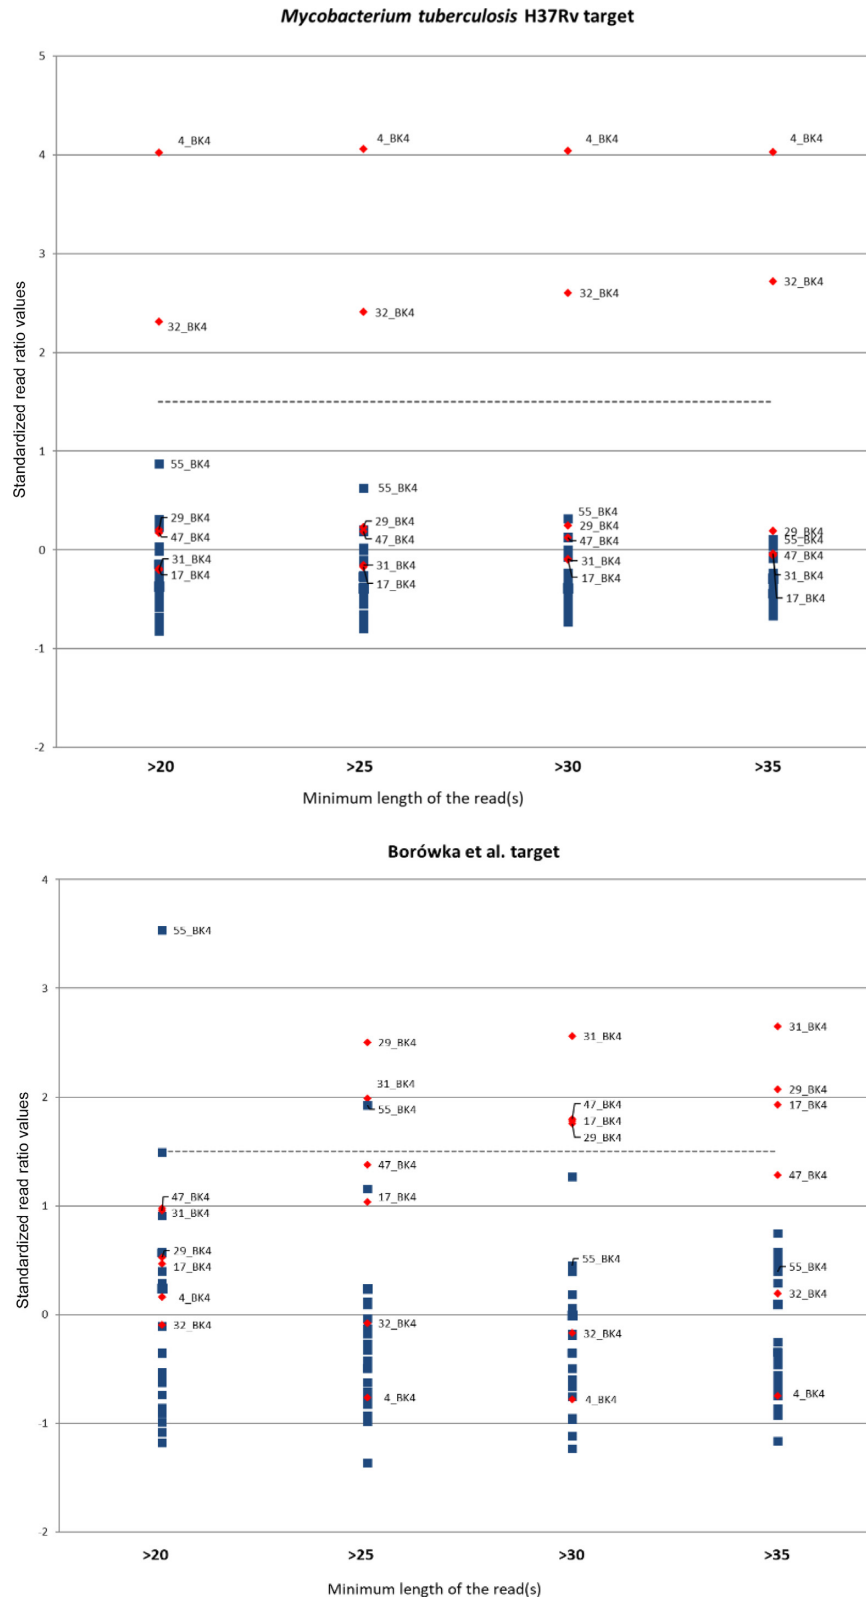 Mycobacterium tuberculosis H37Rv target
Standardized read ratio values
5
4
3
2
1
0
-1
-2
4_BK4
4_BK4
4_BK4
4_BK4
32_BK4
32_BK4
32_BK4
32_BK4
55_BK4
29_BK4
47_BK4
31_BK4
17_BK4
55_BK4
29_BK4
47_BK4
31_BK4
17_BK4
55_BK4
29_BK4
47_BK4
31_BK4
17_BK4
29_BK4
55_BK4
47_BK4
31_BK4
17_BK4
>20
>25
>30
>35
Minimum length of the read(s)
Borówka et al. target
Standardized read ratio values
4
3
2
1
0
-1
-2
55_BK4
47_BK4
31_BK4
29_BK4
17_BK4
4_BK4
32_BK4
29_BK4
31_BK4
55_BK4
47_BK4
17_BK4
32_BK4
4_BK4
31_BK4
47_BK4
17_BK4
29_BK4
55_BK4
32_BK4
4_BK4
31_BK4
29_BK4
17_BK4
47_BK4
55_BK4
32_BK4
4_BK4
>20
>25
>30
>35
Minimum length of the read(s)